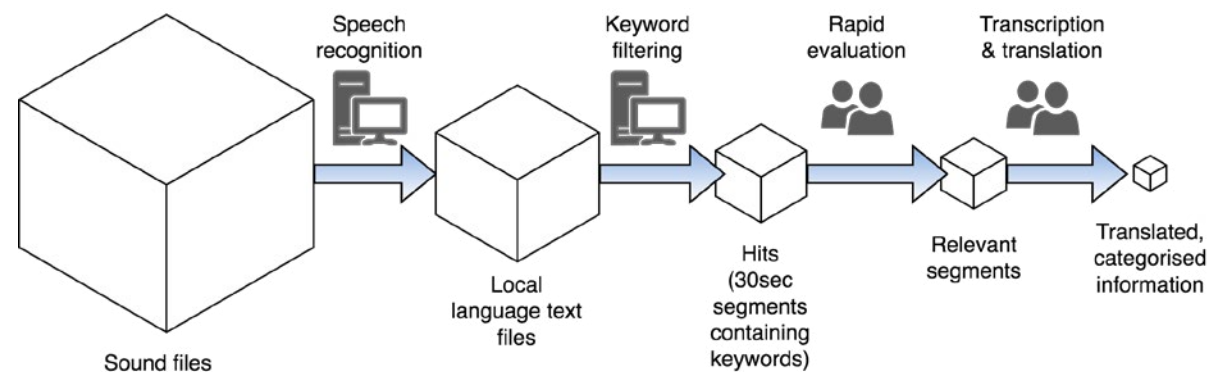 Speech
recognition
Keyword
filtering
Rapid
evaluation
Transcription
& translation
Sound files
Local
language text
files
Hits
(30sec
segments
containing
keywords)
Relevant
segments
Translated,
categorised
information